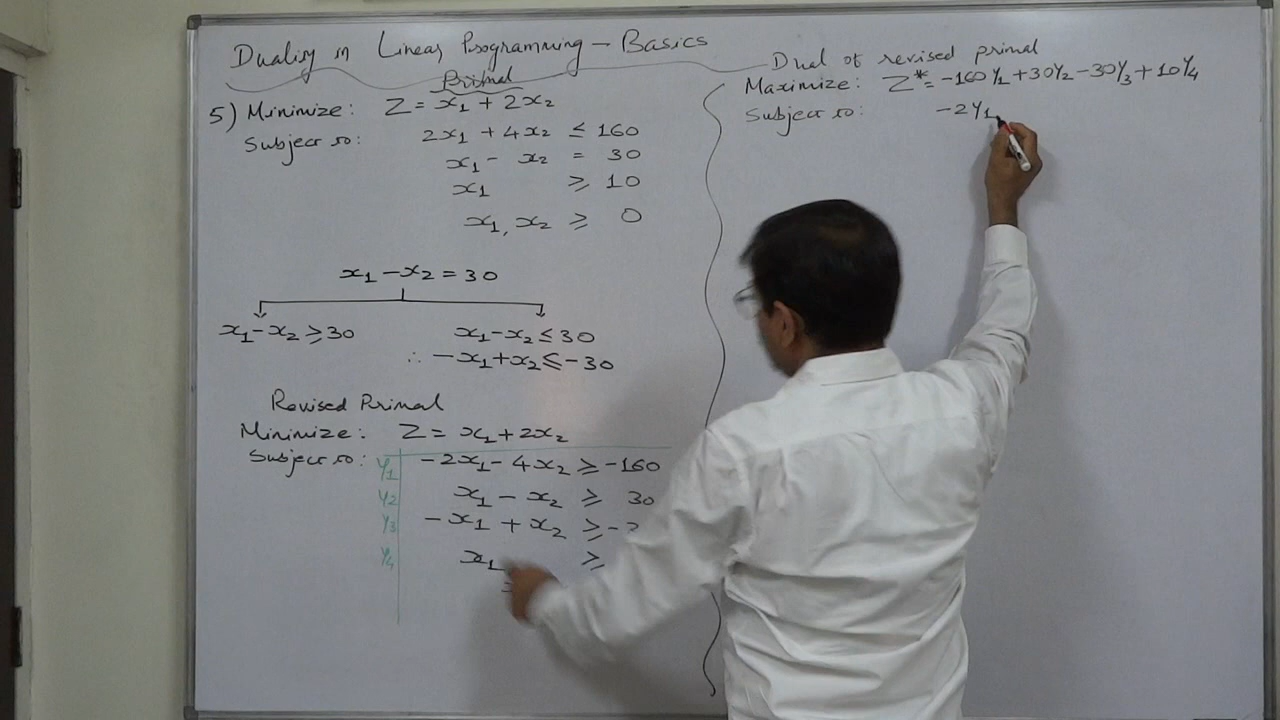 Duality in Linear Programming - Basics
Primal
5) Minimize: Z = x₁ + 2x₂
Subject to: 2x₁ + 4x₂ ≤ 160
x₁ - x₂ = 30
x₁ ≥ 10
x₁, x₂ ≥ 0
x₁ - x₂ = 30
x₁ - x₂ ≥ 30 x₁ - x₂ ≤ 30
∴ -x₁ + x₂ ≤ -30
Revised Primal
Minimize: Z = x₁ + 2x₂
Subject to: Y₁ -2x₁ - 4x₂ ≥ -160
Y₂ x₁ - x₂ ≥ 30
Y₃ -x₁ + x₂ ≥ -3
Y₄ x₁ ≥
Dual of revised primal
Maximize: Z* = -160Y₁ + 30Y₂ - 30Y₃ + 10Y₄
Subject to: -2Y₁